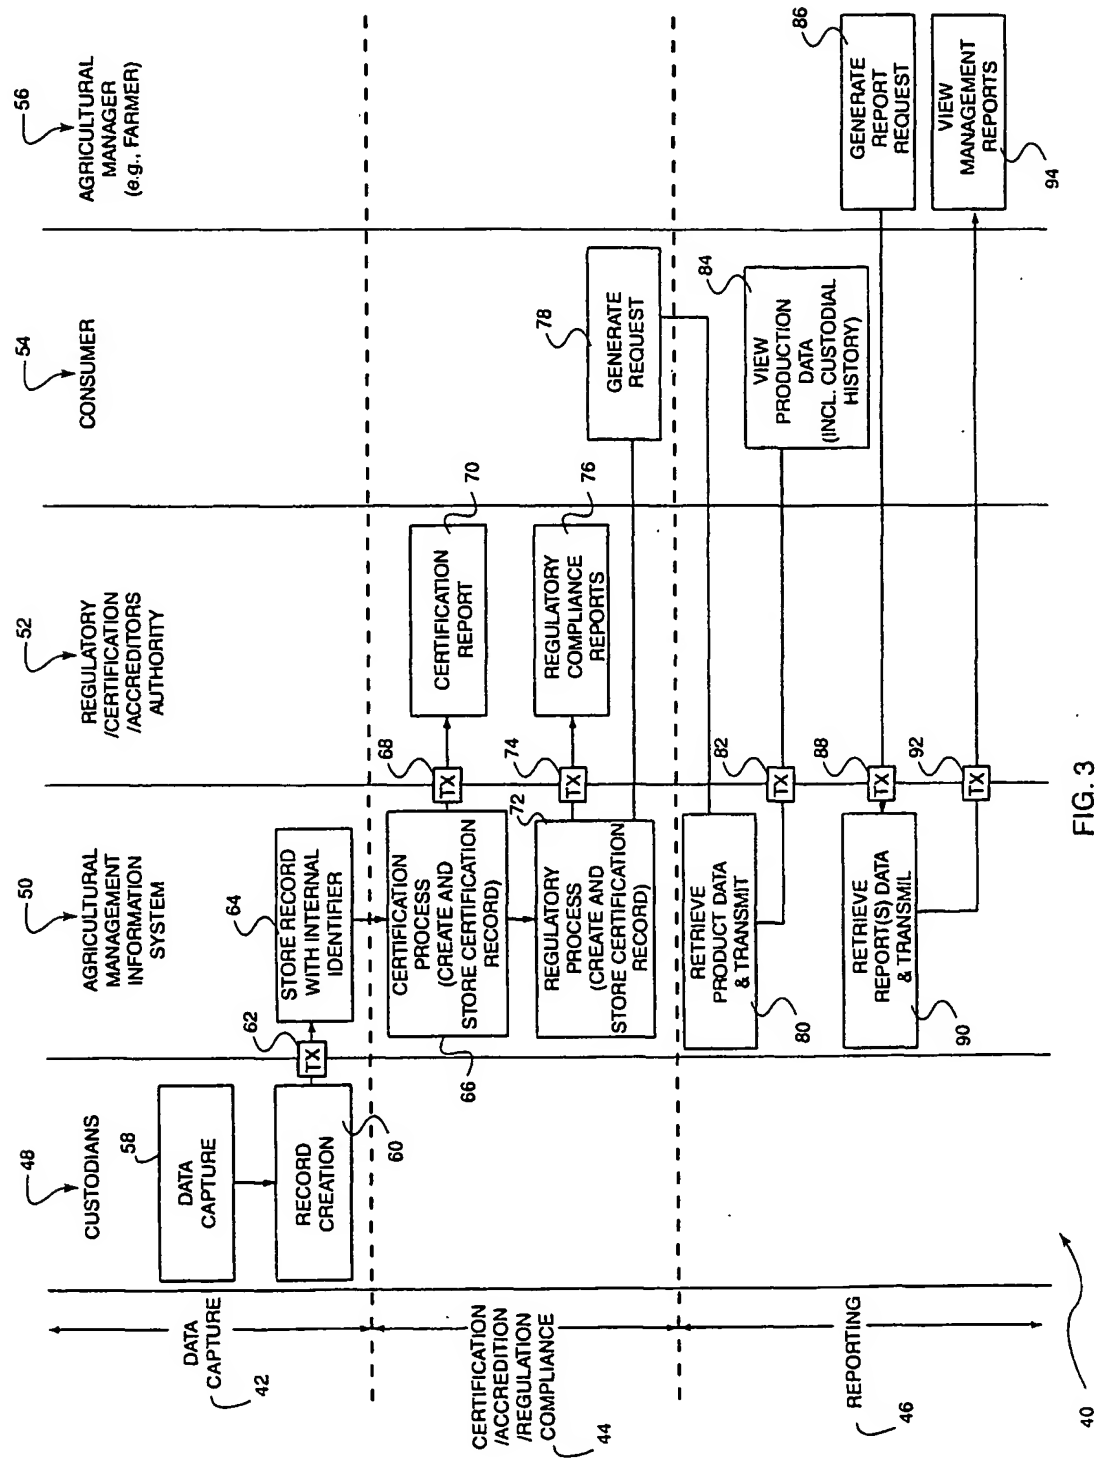 48
CUSTODIANS
50
AGRICULTURAL
MANAGEMENT
INFORMATION
SYSTEM
52
REGULATORY
/CERTIFICATION
/ACCREDITORS
AUTHORITY
54
CONSUMER
56
AGRICULTURAL
MANAGER
(e.g., FARMER)
DATA
CAPTURE
42
58
DATA
CAPTURE
RECORD
CREATION
60
62
TX
64
STORE RECORD
WITH INTERNAL
IDENTIFIER
CERTIFICATION
/ACCREDITION
/REGULATION
COMPLIANCE
44
66
CERTIFICATION
PROCESS
(CREATE AND
STORE CERTIFICATION
RECORD)
68
TX
CERTIFICATION
REPORT
70
72
REGULATORY
PROCESS
(CREATE AND
STORE CERTIFICATION
RECORD)
74
TX
REGULATORY
COMPLIANCE
REPORTS
76
78
GENERATE
REQUEST
REPORTING
46
RETRIEVE
PRODUCT DATA
& TRANSMIT
80
82
TX
84
VIEW
PRODUCTION
DATA
(INCL. CUSTODIAL
HISTORY)
86
GENERATE
REPORT
REQUEST
88
TX
RETRIEVE
REPORT(S) DATA
& TRANSMIL
90
92
TX
VIEW
MANAGEMENT
REPORTS
94
40
FIG. 3